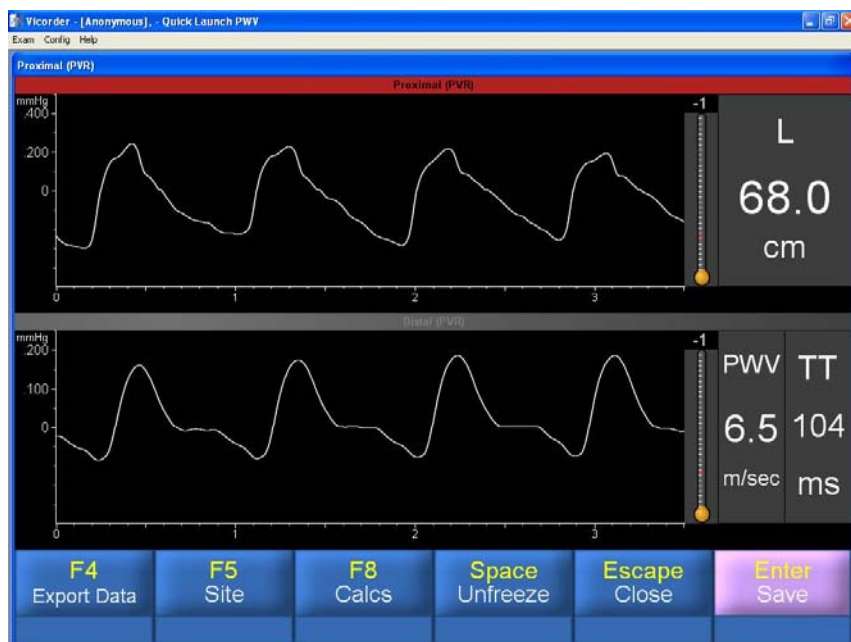 Vicorder - [Anonymous], - Quick Launch PWV
Exam Config Help
Proximal (PVR)
Proximal (PVR)
mmHg
.400
.200
0
0 1 2 3
-1
L
68.0
cm
Distal (PVR)
mmHg
.200
.100
0
0 1 2 3
-1
PWV
6.5
m/sec
TT
104
ms
F4
Export Data
F5
Site
F8
Calcs
Space
Unfreeze
Escape
Close
Enter
Save